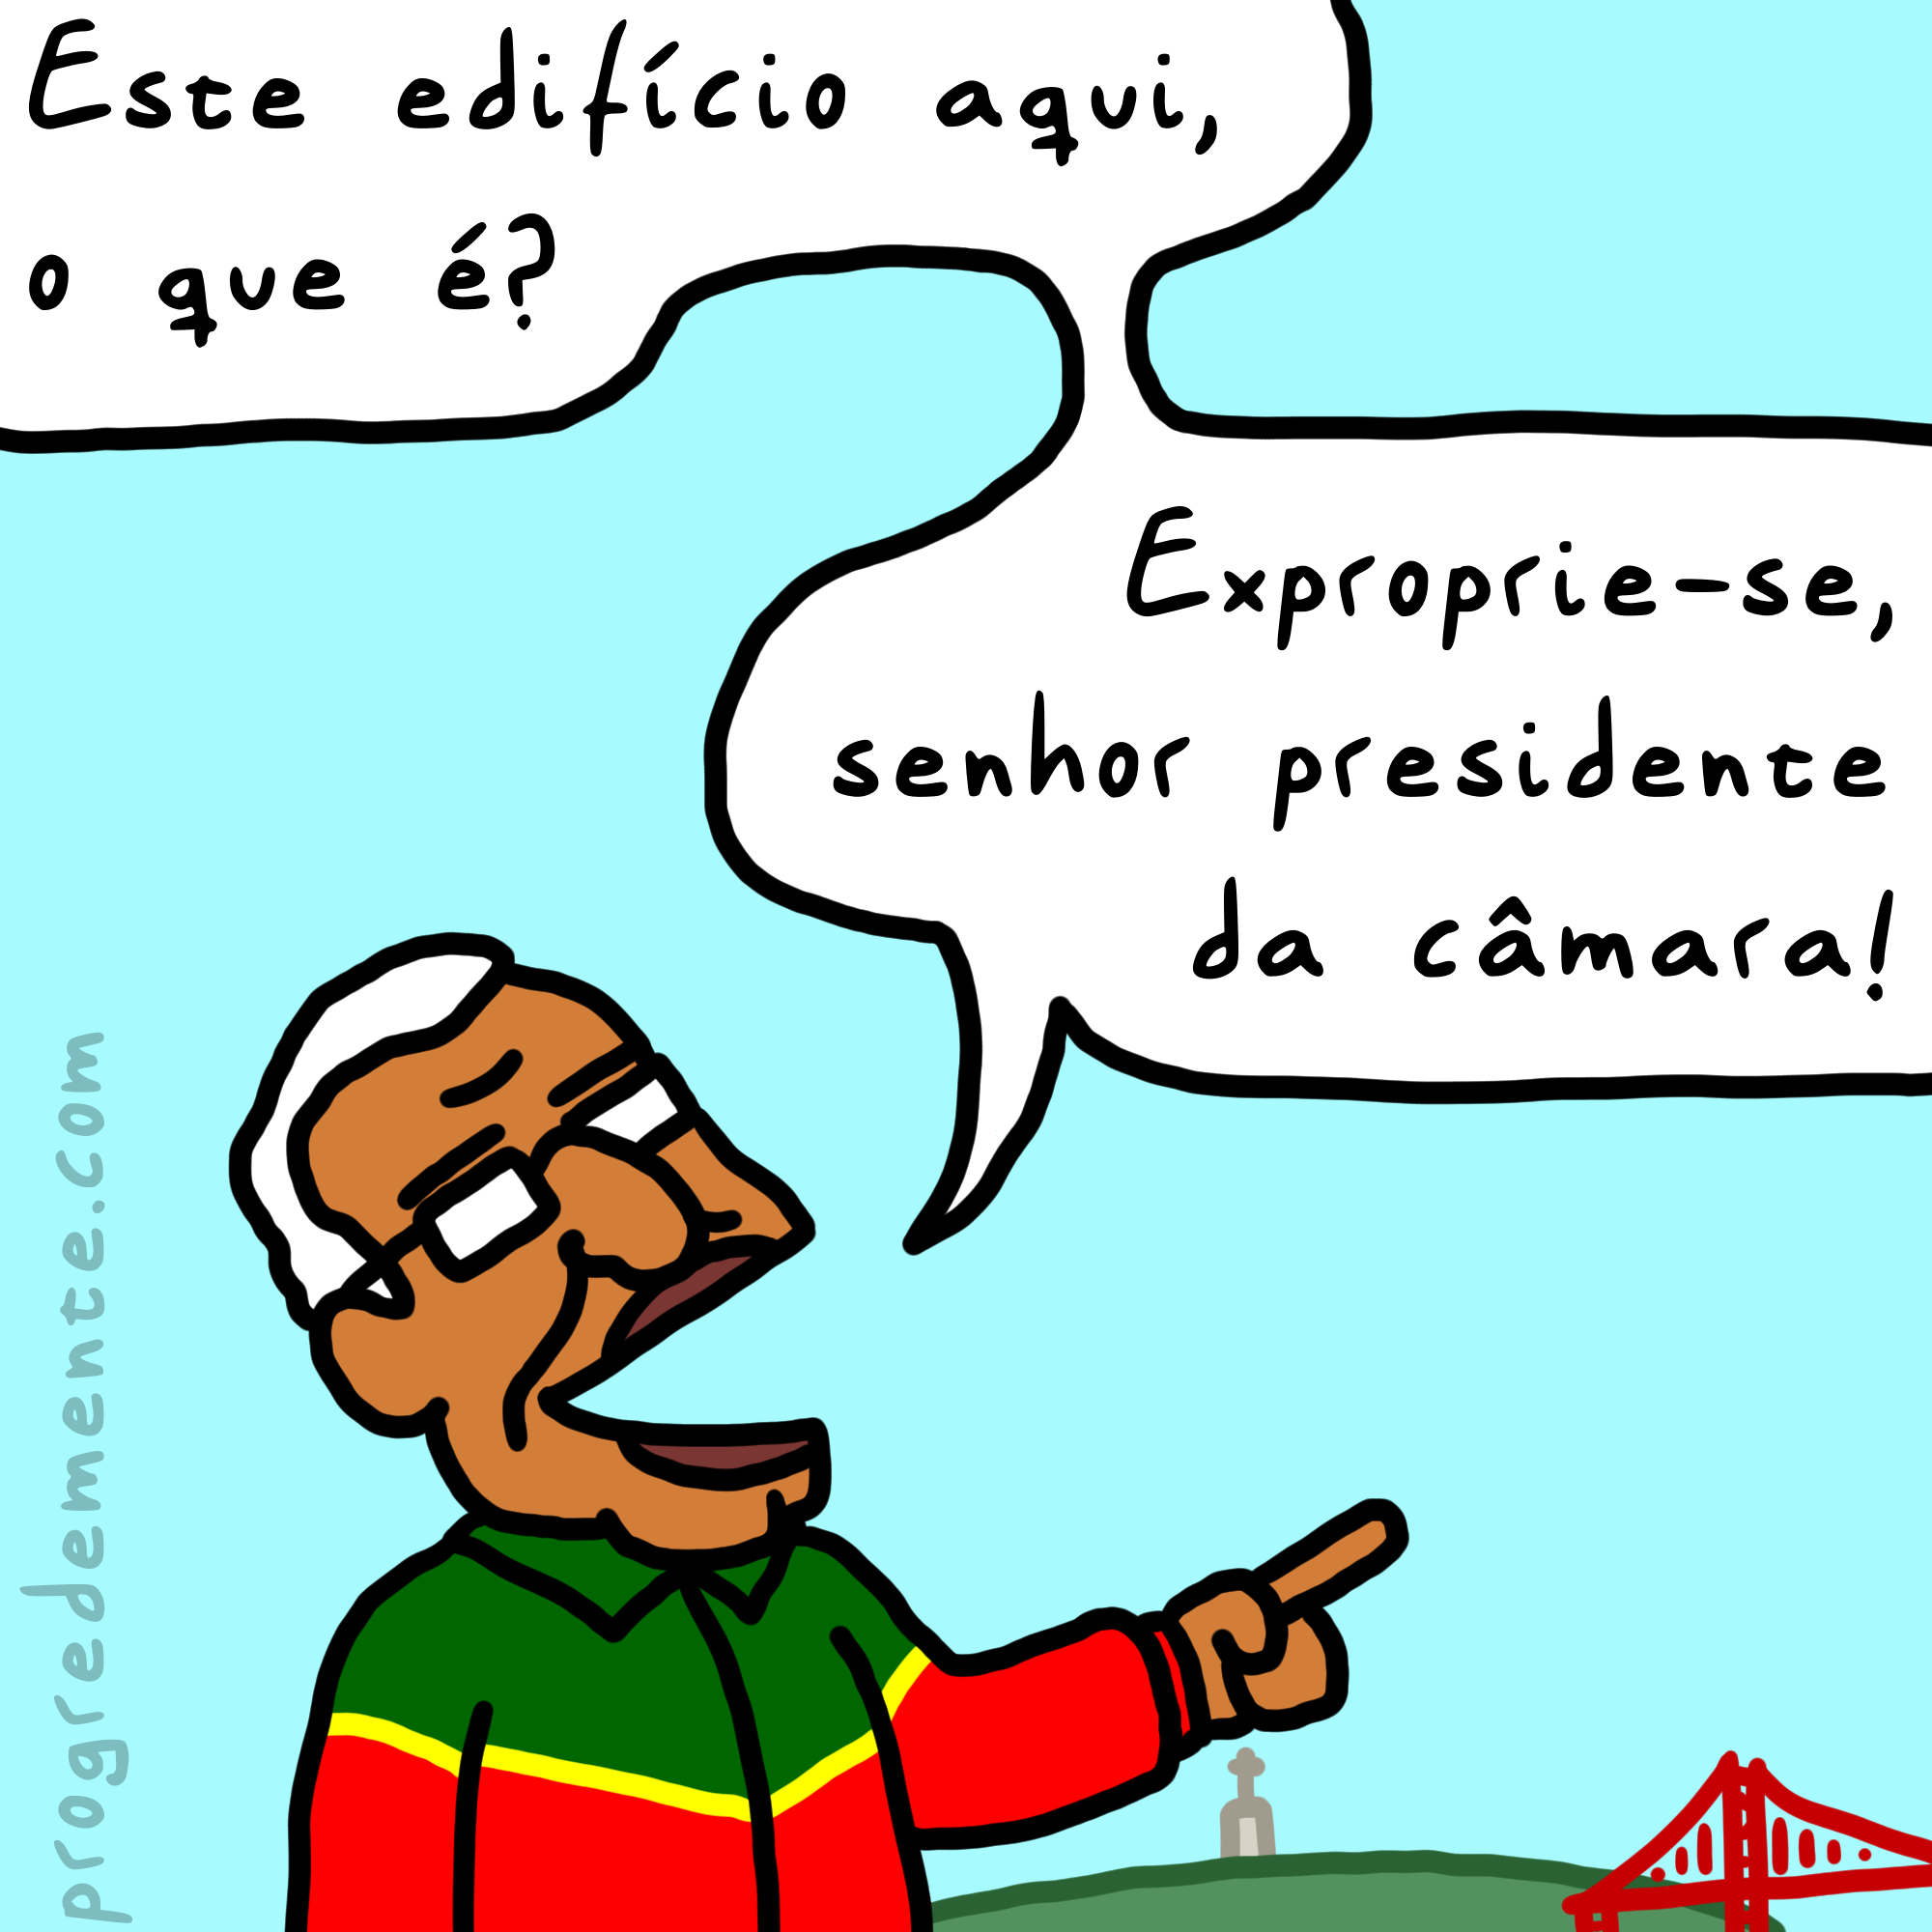 Este edifício aqui,
o que é?
Exproprie-se,
senhor presidente
da câmara!
progredemente.com